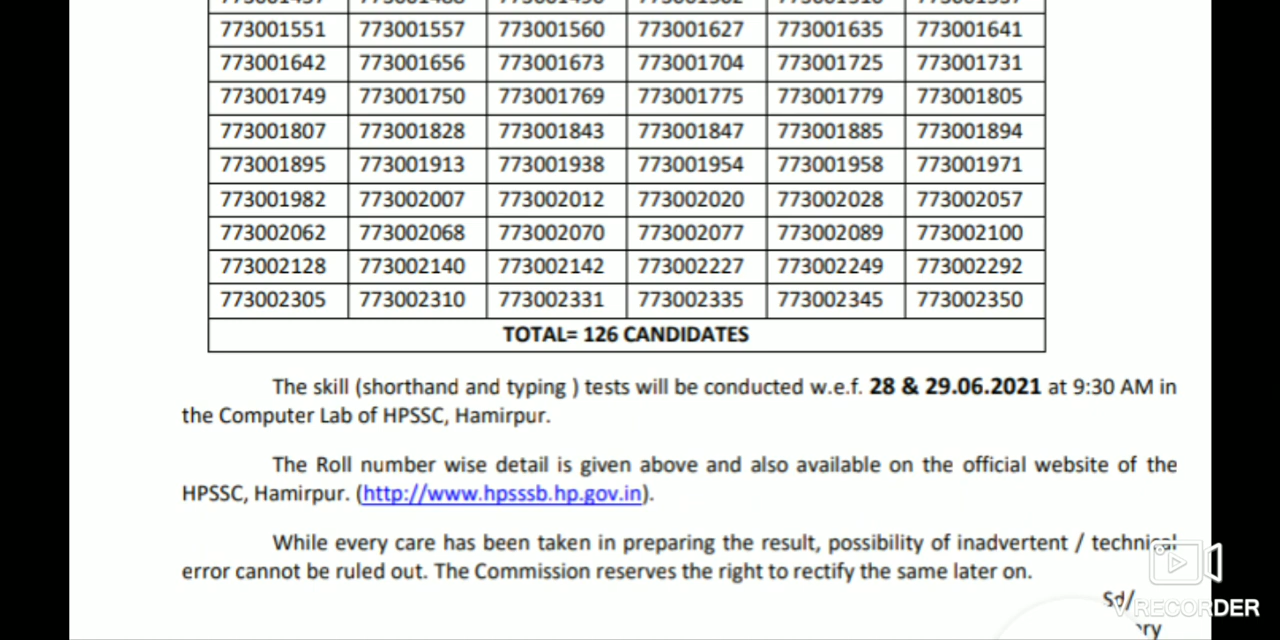 773001551 773001557 773001560 773001627 773001635 773001641
773001642 773001656 773001673 773001704 773001725 773001731
773001749 773001750 773001769 773001775 773001779 773001805
773001807 773001828 773001843 773001847 773001885 773001894
773001895 773001913 773001938 773001954 773001958 773001971
773001982 773002007 773002012 773002020 773002028 773002057
773002062 773002068 773002070 773002077 773002089 773002100
773002128 773002140 773002142 773002227 773002249 773002292
773002305 773002310 773002331 773002335 773002345 773002350
TOTAL= 126 CANDIDATES
The skill (shorthand and typing ) tests will be conducted w.e.f. 28 & 29.06.2021 at 9:30 AM in
the Computer Lab of HPSSC, Hamirpur.
The Roll number wise detail is given above and also available on the official website of the
HPSSC, Hamirpur. (http://www.hpsssb.hp.gov.in).
While every care has been taken in preparing the result, possibility of inadvertent / technical
error cannot be ruled out. The Commission reserves the right to rectify the same later on.
Sd/
V RECORDER